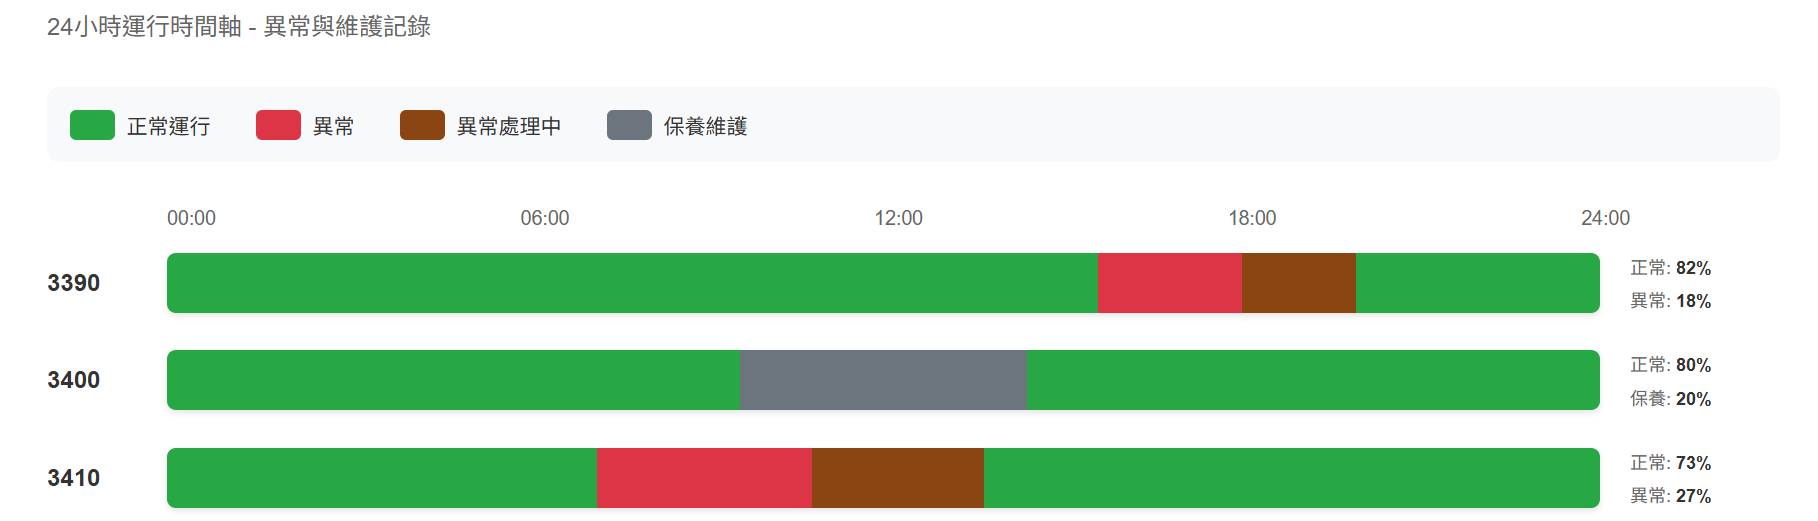 24小時運行時間軸 - 異常與維護記錄
正常運行 異常 異常處理中 保養維護
00:00 06:00 12:00 18:00 24:00
3390
正常: 82%
異常: 18%
3400
正常: 80%
保養: 20%
3410
正常: 73%
異常: 27%